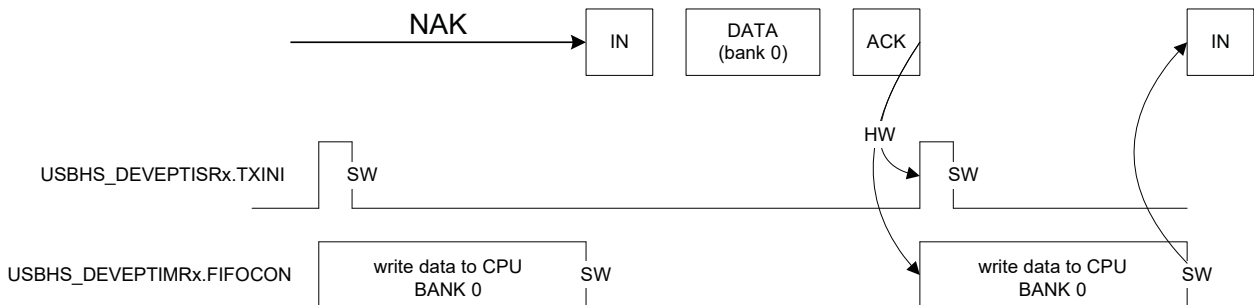 NAK
IN
DATA
(bank 0)
ACK
IN
HW
USBHS_DEVEPTISRx.TXINI
SW
SW
USBHS_DEVEPTIMRx.FIFOCON
write data to CPU
BANK 0
SW
write data to CPU
BANK 0
SW